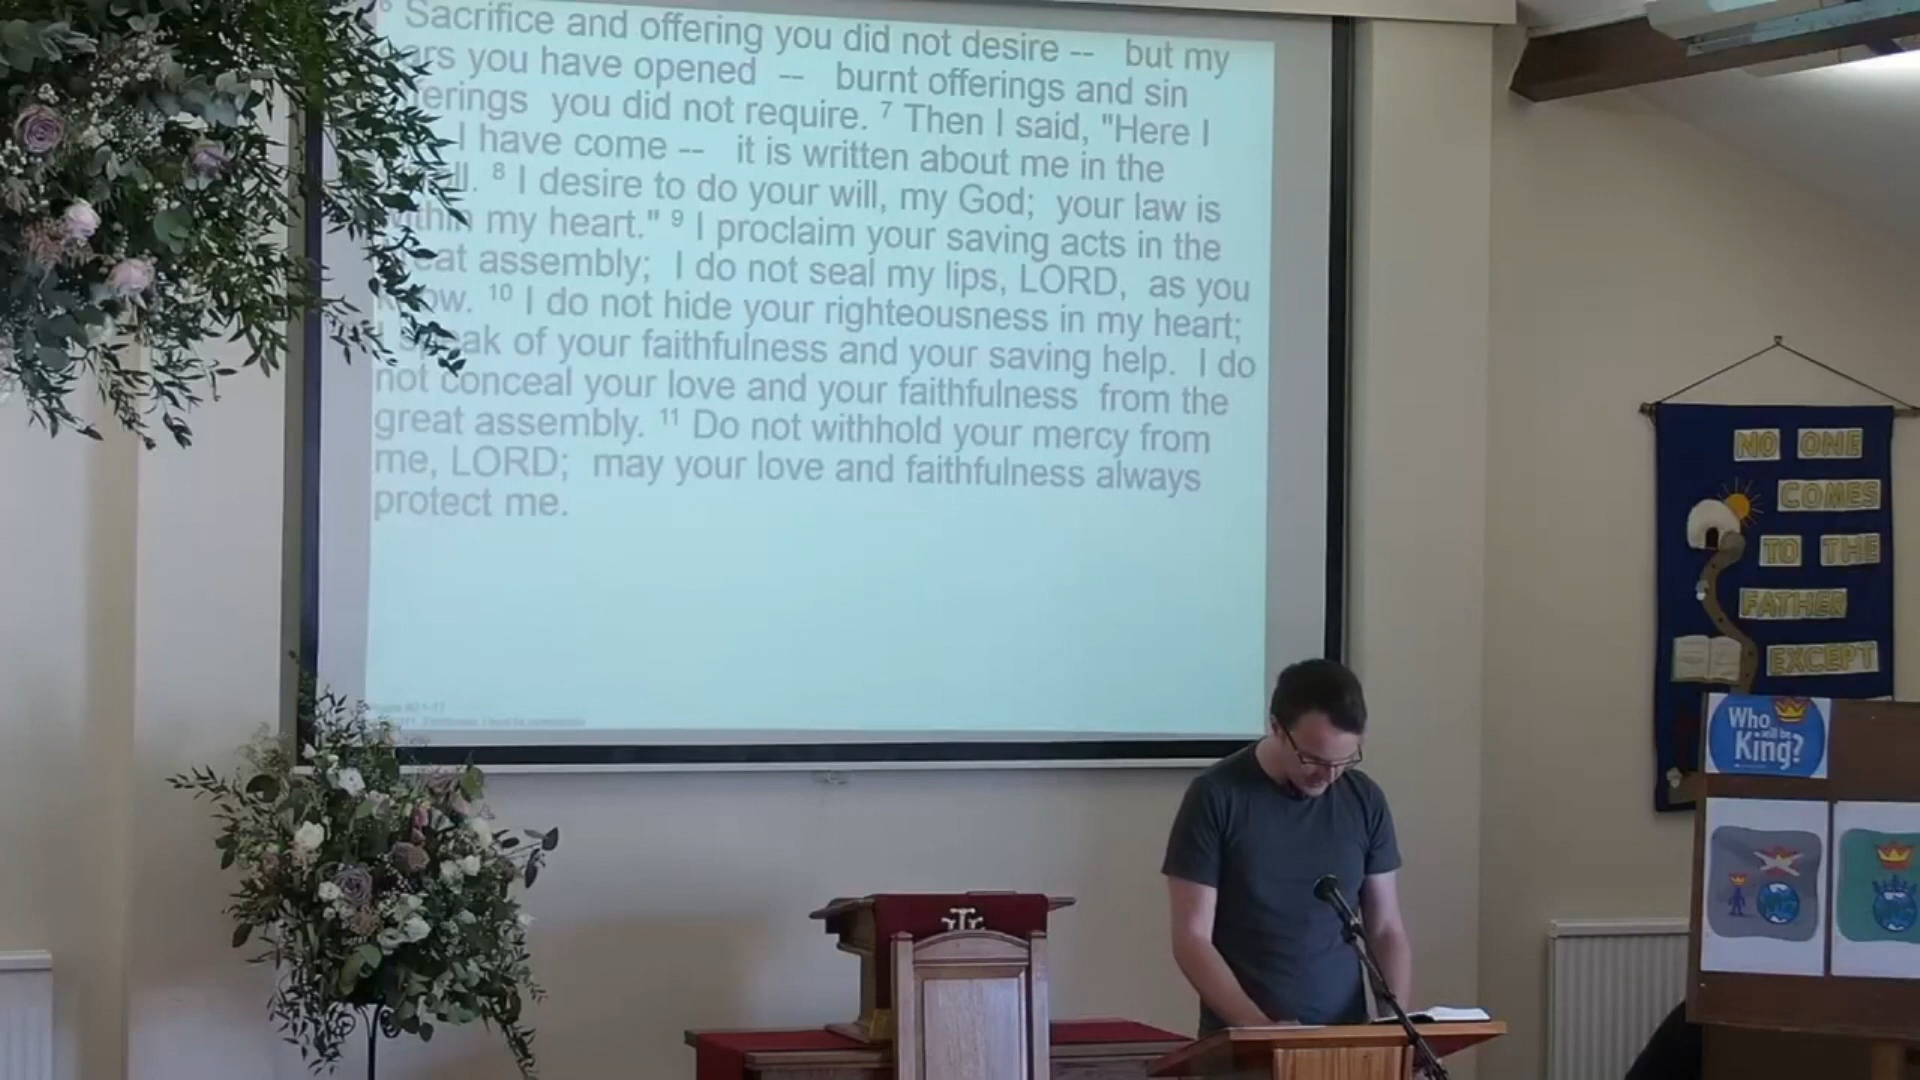 6 Sacrifice and offering you did not desire -- but my
you have opened -- burnt offerings and sin
you did not require. 7 Then I said, "Here I
I have come -- it is written about me in the
8 I desire to do your will, my God; your law is
within my heart." 9 I proclaim your saving acts in the
great assembly; I do not seal my lips, LORD, as you
know. 10 I do not hide your righteousness in my heart;
I speak of your faithfulness and your saving help. I do
not conceal your love and your faithfulness from the
great assembly. 11 Do not withhold your mercy from
me, LORD; may your love and faithfulness always
protect me.
NO ONE
COMES
TO THE
FATHER
EXCEPT
Who
will be
King?